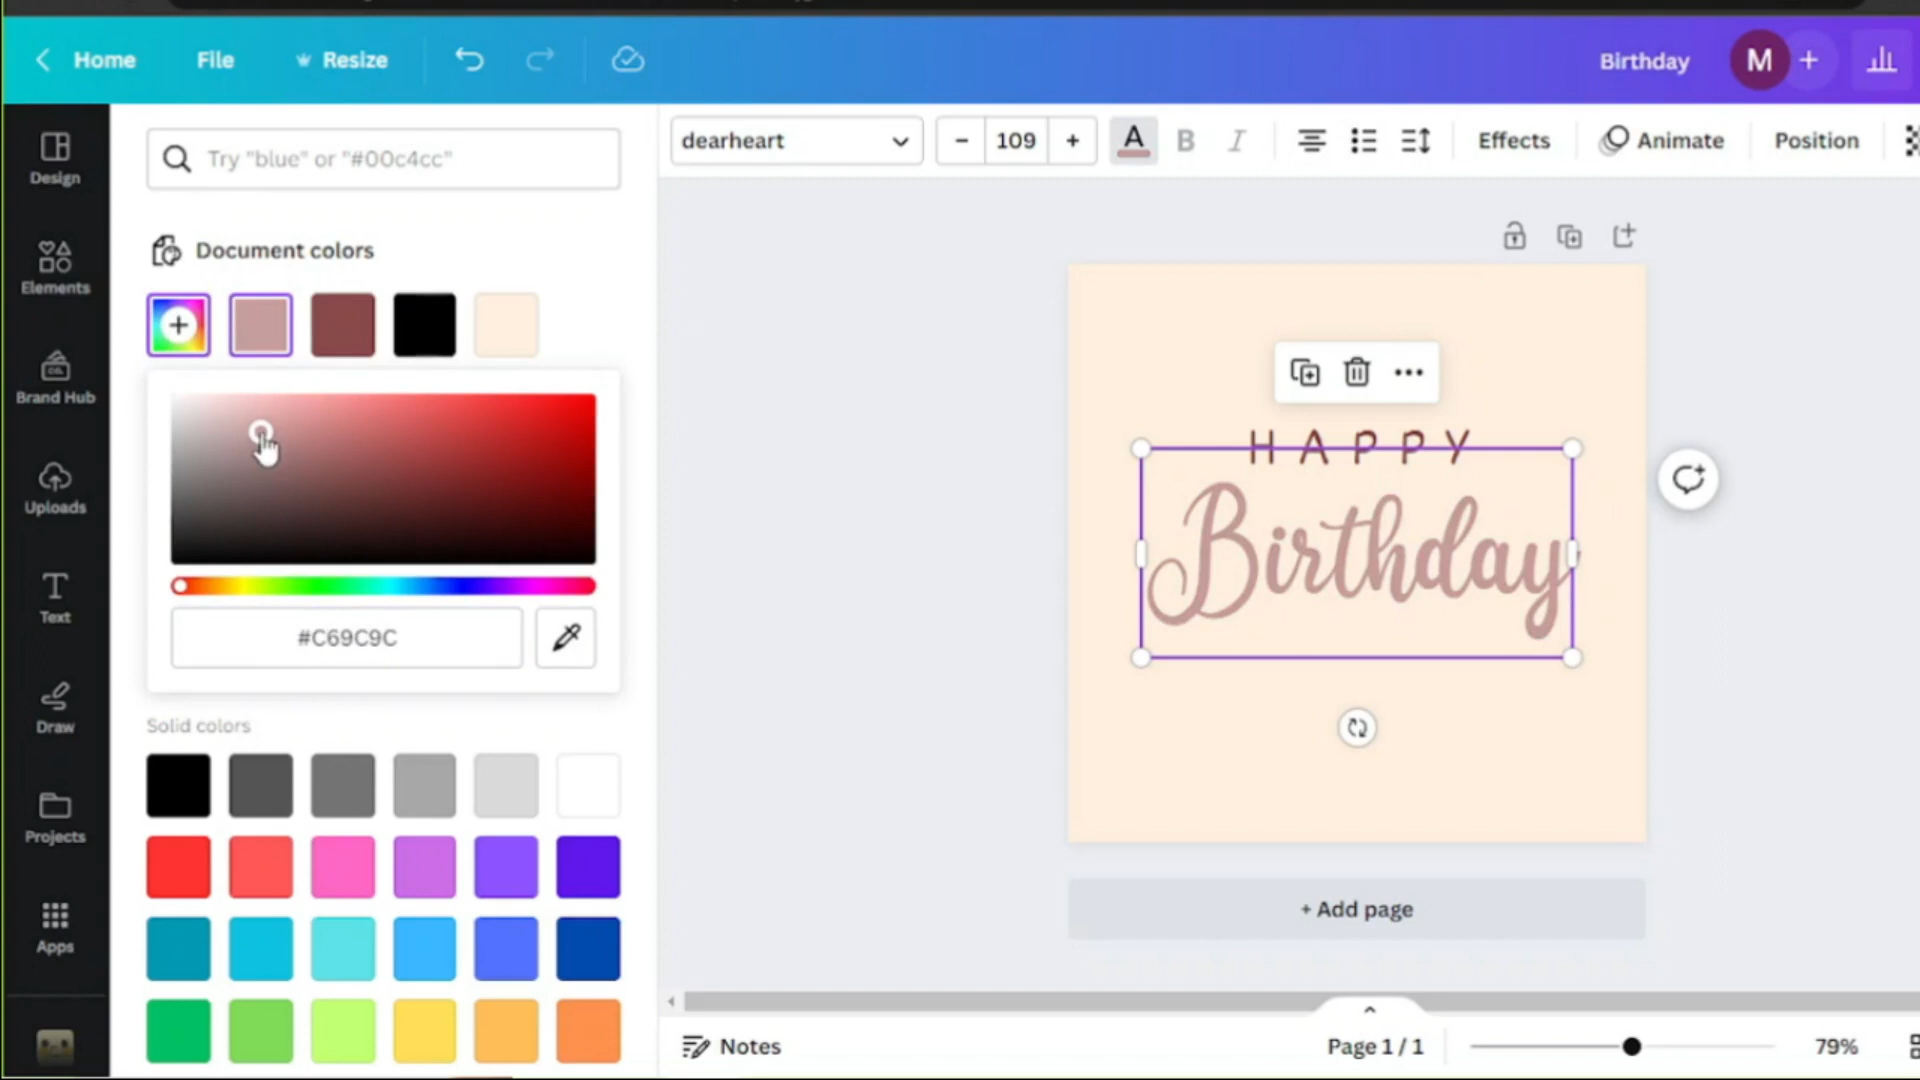 Home File Resize Birthday M +
Design
Elements
Brand Hub
Uploads
Text
Draw
Projects
Apps
Try "blue" or "#00c4cc"
Document colors
#C69C9C
Solid colors
dearheart − 109 + A B I Effects Animate Position
HAPPY
Birthday
+ Add page
Notes Page 1 / 1 79%